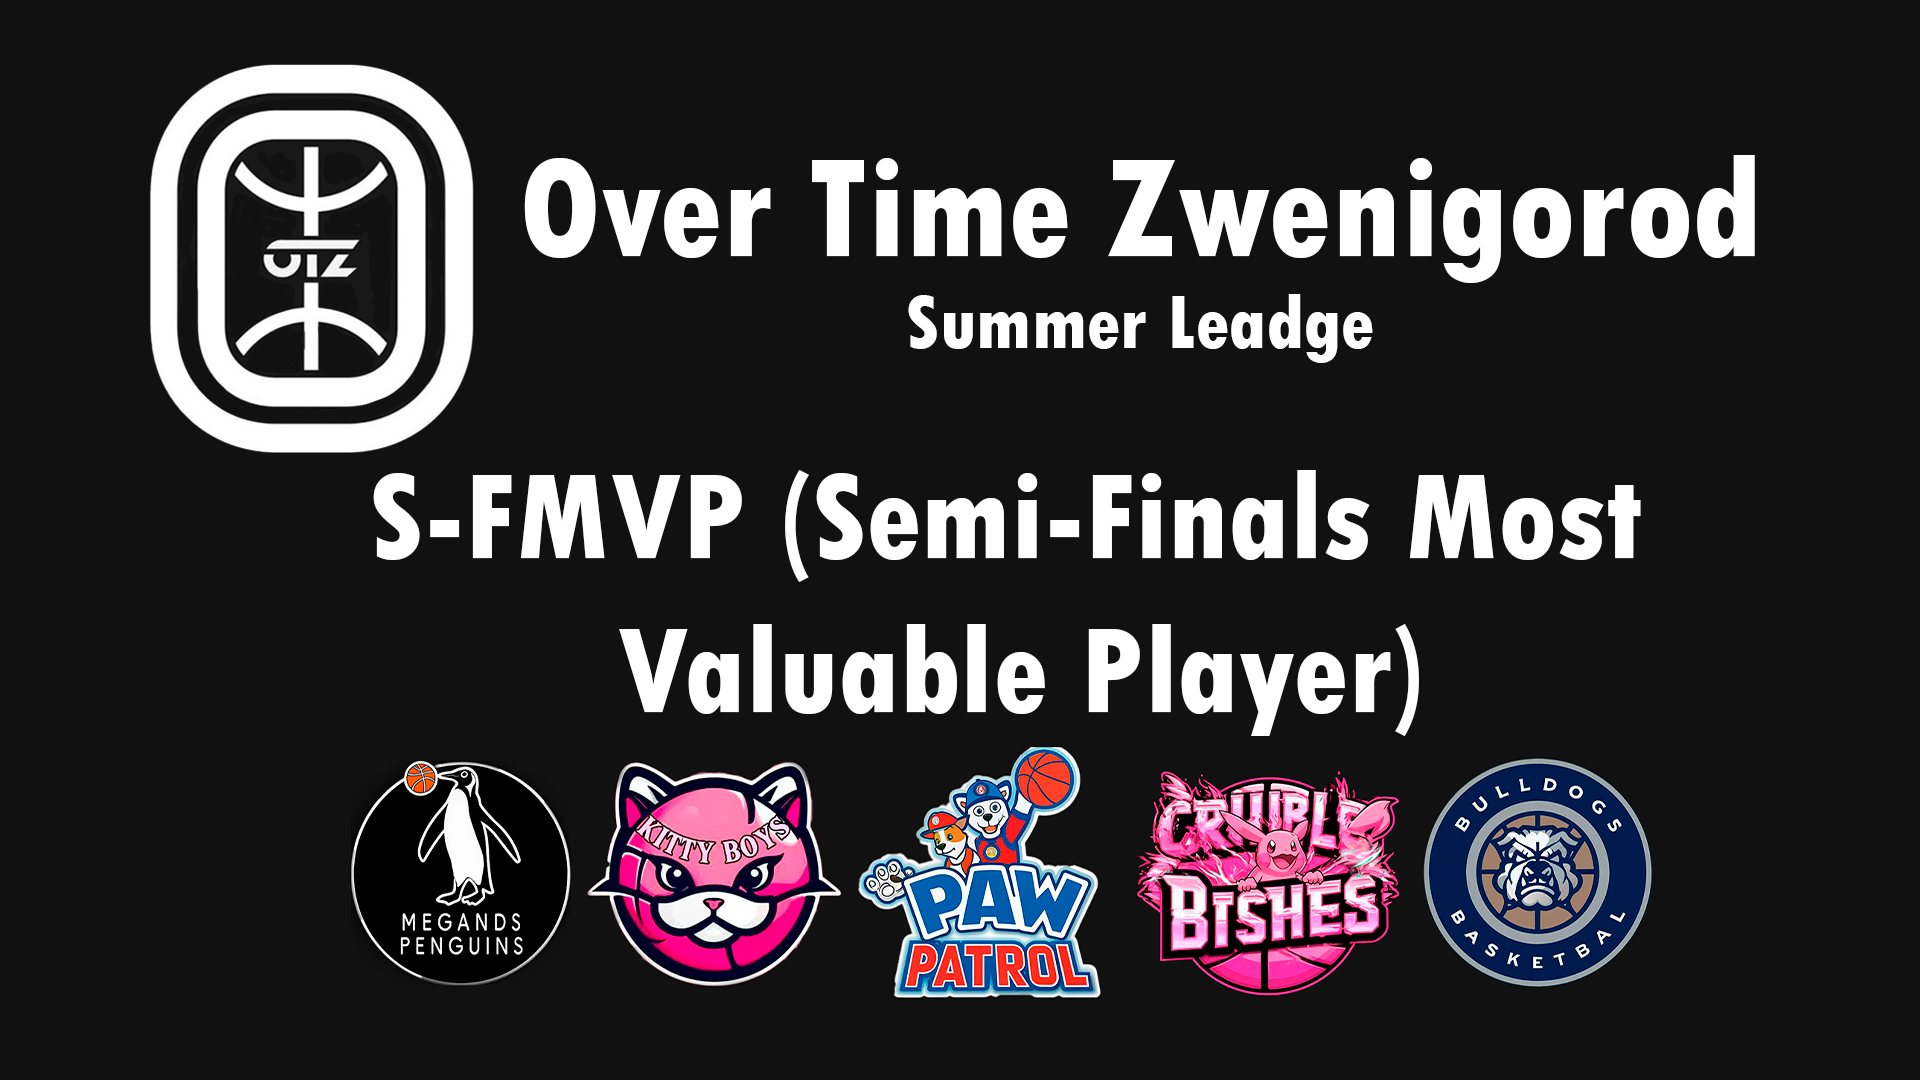 OTZ
Over Time Zwenigorod
Summer Leadge
S-FMVP (Semi-Finals Most
Valuable Player)
MEGANDS
PENGUINS
KITTY BOYS
PAW
PATROL
BISHES
BULLDOGS
BASKETBAL